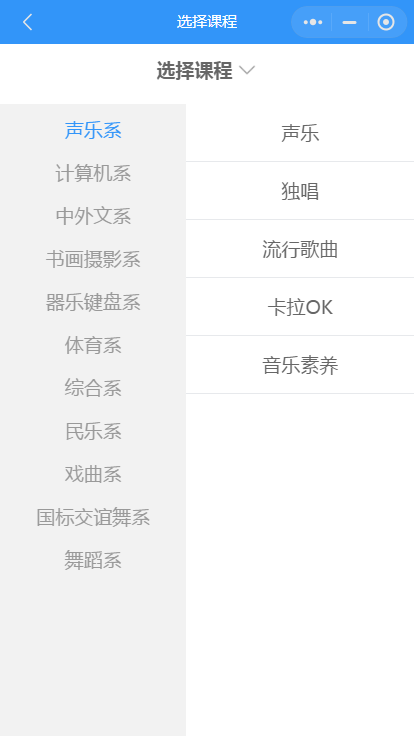 选择课程
选择课程
声乐系
计算机系
中外文系
书画摄影系
器乐键盘系
体育系
综合系
民乐系
戏曲系
国标交谊舞系
舞蹈系
声乐
独唱
流行歌曲
卡拉OK
音乐素养